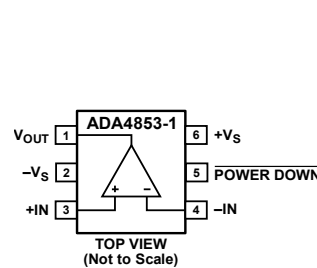 ADA4853-1
VOUT 1
6 +VS
–VS 2
5 POWER DOWN
+IN 3
+ –
4 –IN
TOP VIEW
(Not to Scale)